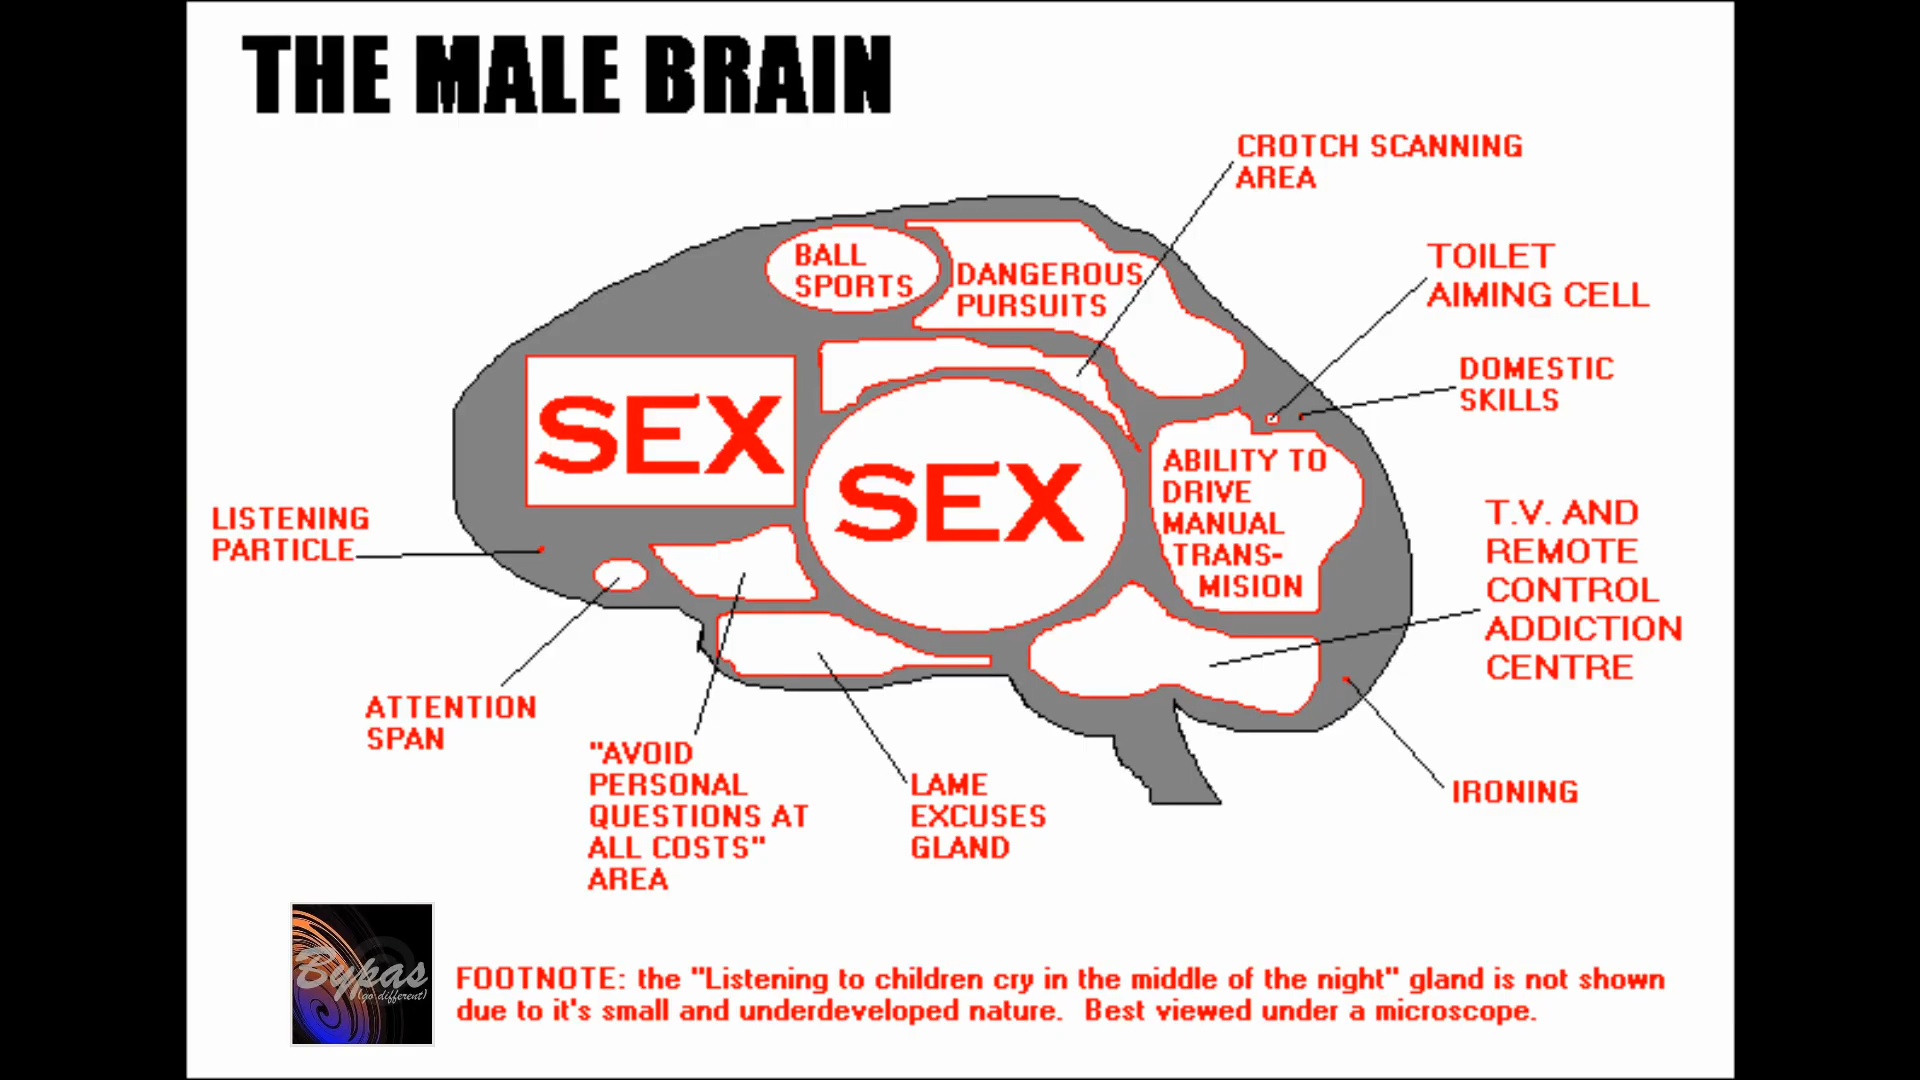 THE MALE BRAIN
CROTCH SCANNING
AREA
BALL
SPORTS
DANGEROUS
PURSUITS
TOILET
AIMING CELL
DOMESTIC
SKILLS
SEX
SEX
ABILITY TO
DRIVE
MANUAL
TRANS-
MISION
LISTENING
PARTICLE
T.V. AND
REMOTE
CONTROL
ADDICTION
CENTRE
ATTENTION
SPAN
"AVOID
PERSONAL
QUESTIONS AT
ALL COSTS"
AREA
LAME
EXCUSES
GLAND
IRONING
Bypas
(go different)
FOOTNOTE: the "Listening to children cry in the middle of the night" gland is not shown
due to it's small and underdeveloped nature. Best viewed under a microscope.